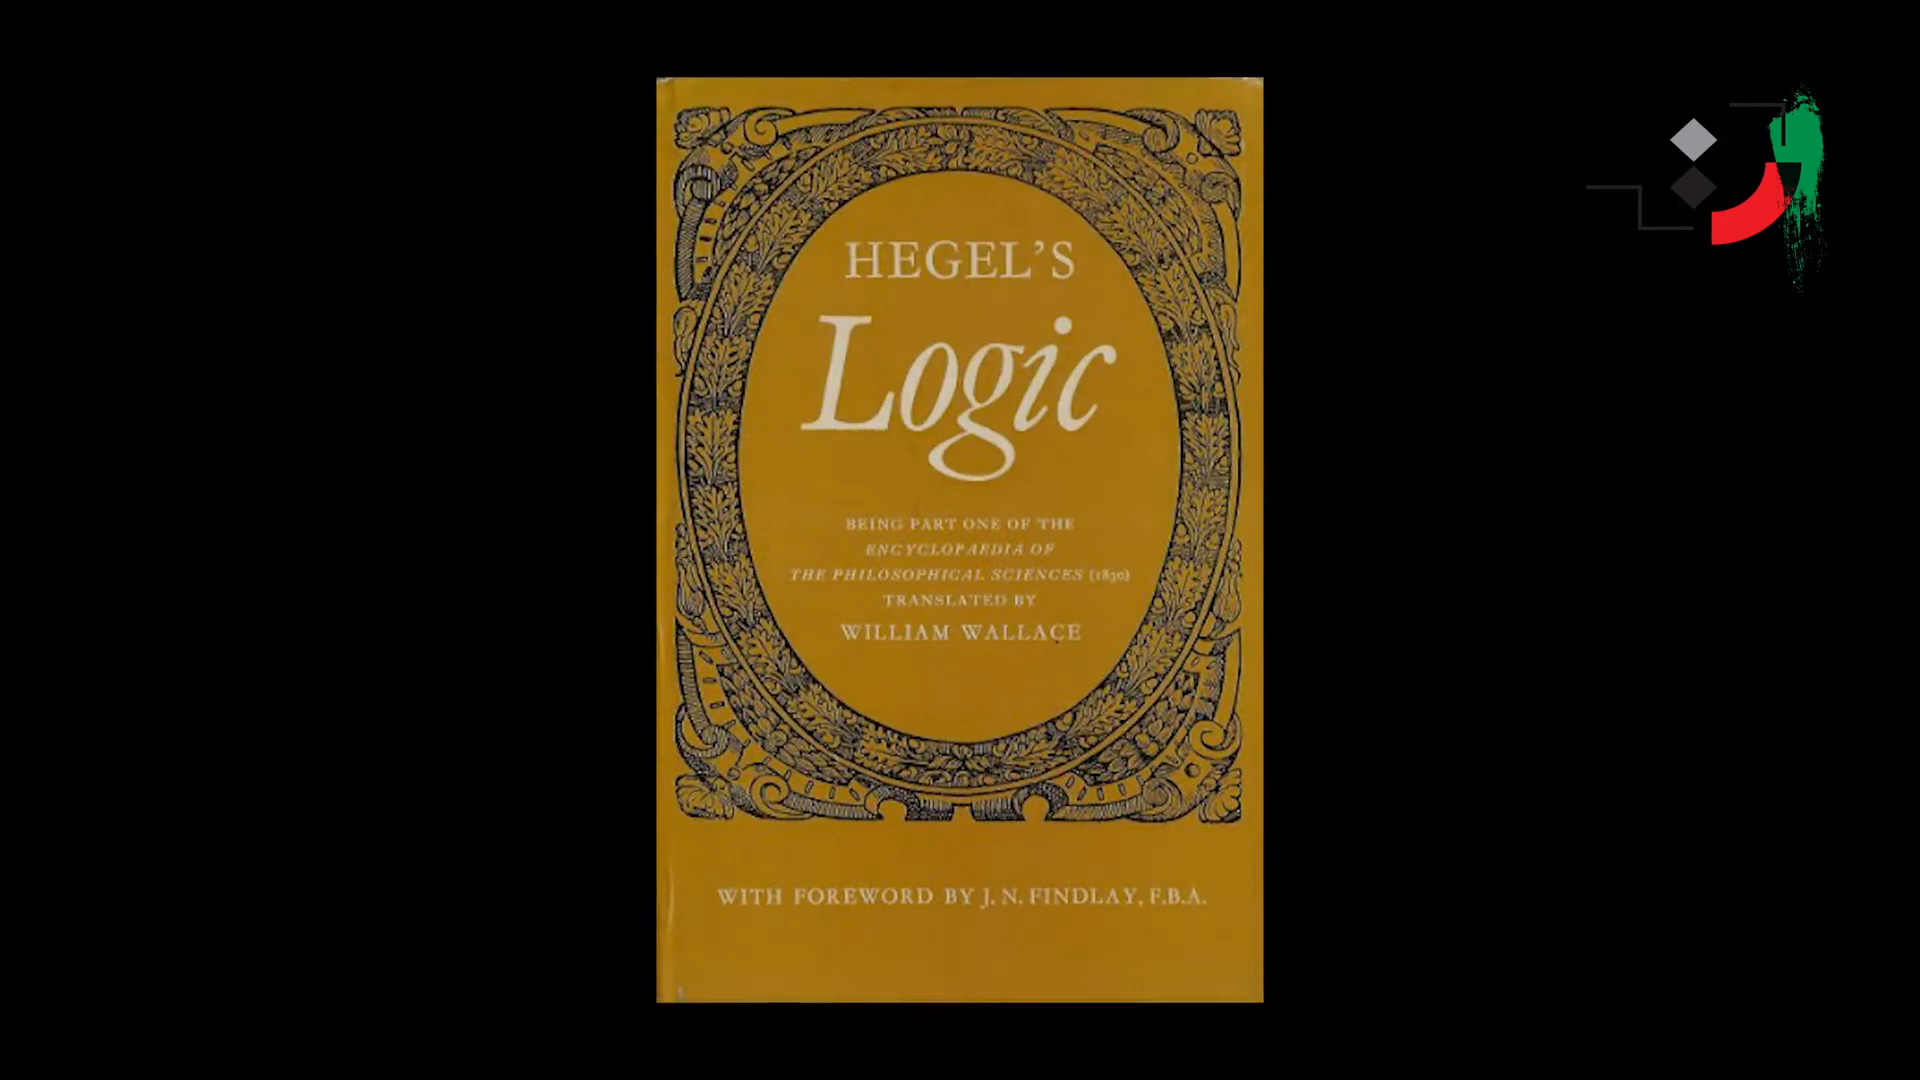 HEGEL'S
Logic
BEING PART ONE OF THE
ENCYCLOPAEDIA OF
THE PHILOSOPHICAL SCIENCES (1830)
TRANSLATED BY
WILLIAM WALLACE
WITH FOREWORD BY J. N. FINDLAY, F.B.A.